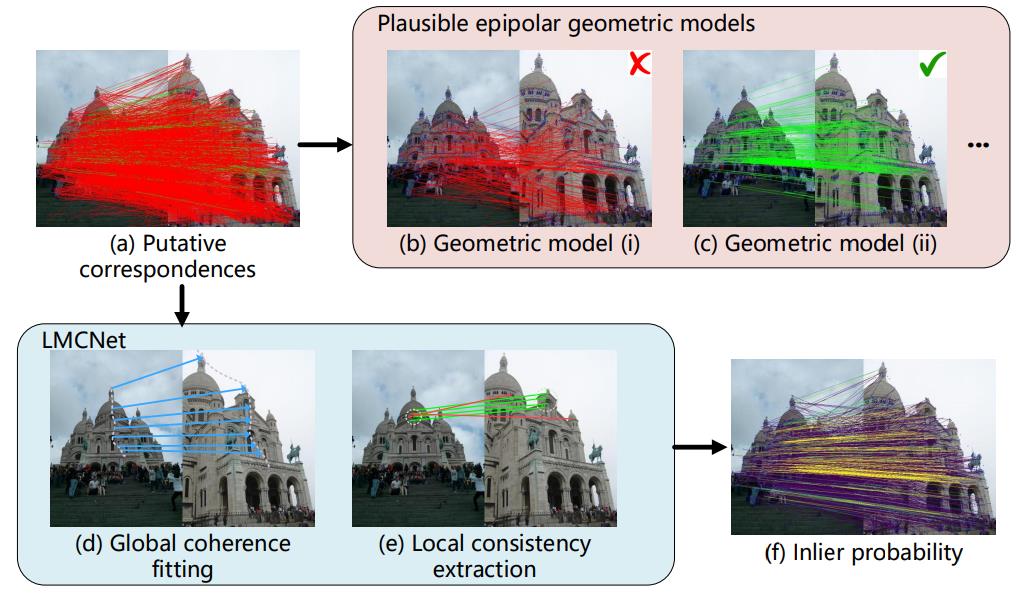 Plausible epipolar geometric models
(a) Putative
correspondences
(b) Geometric model (i)
(c) Geometric model (ii)
...
LMCNet
(d) Global coherence
fitting
(e) Local consistency
extraction
(f) Inlier probability